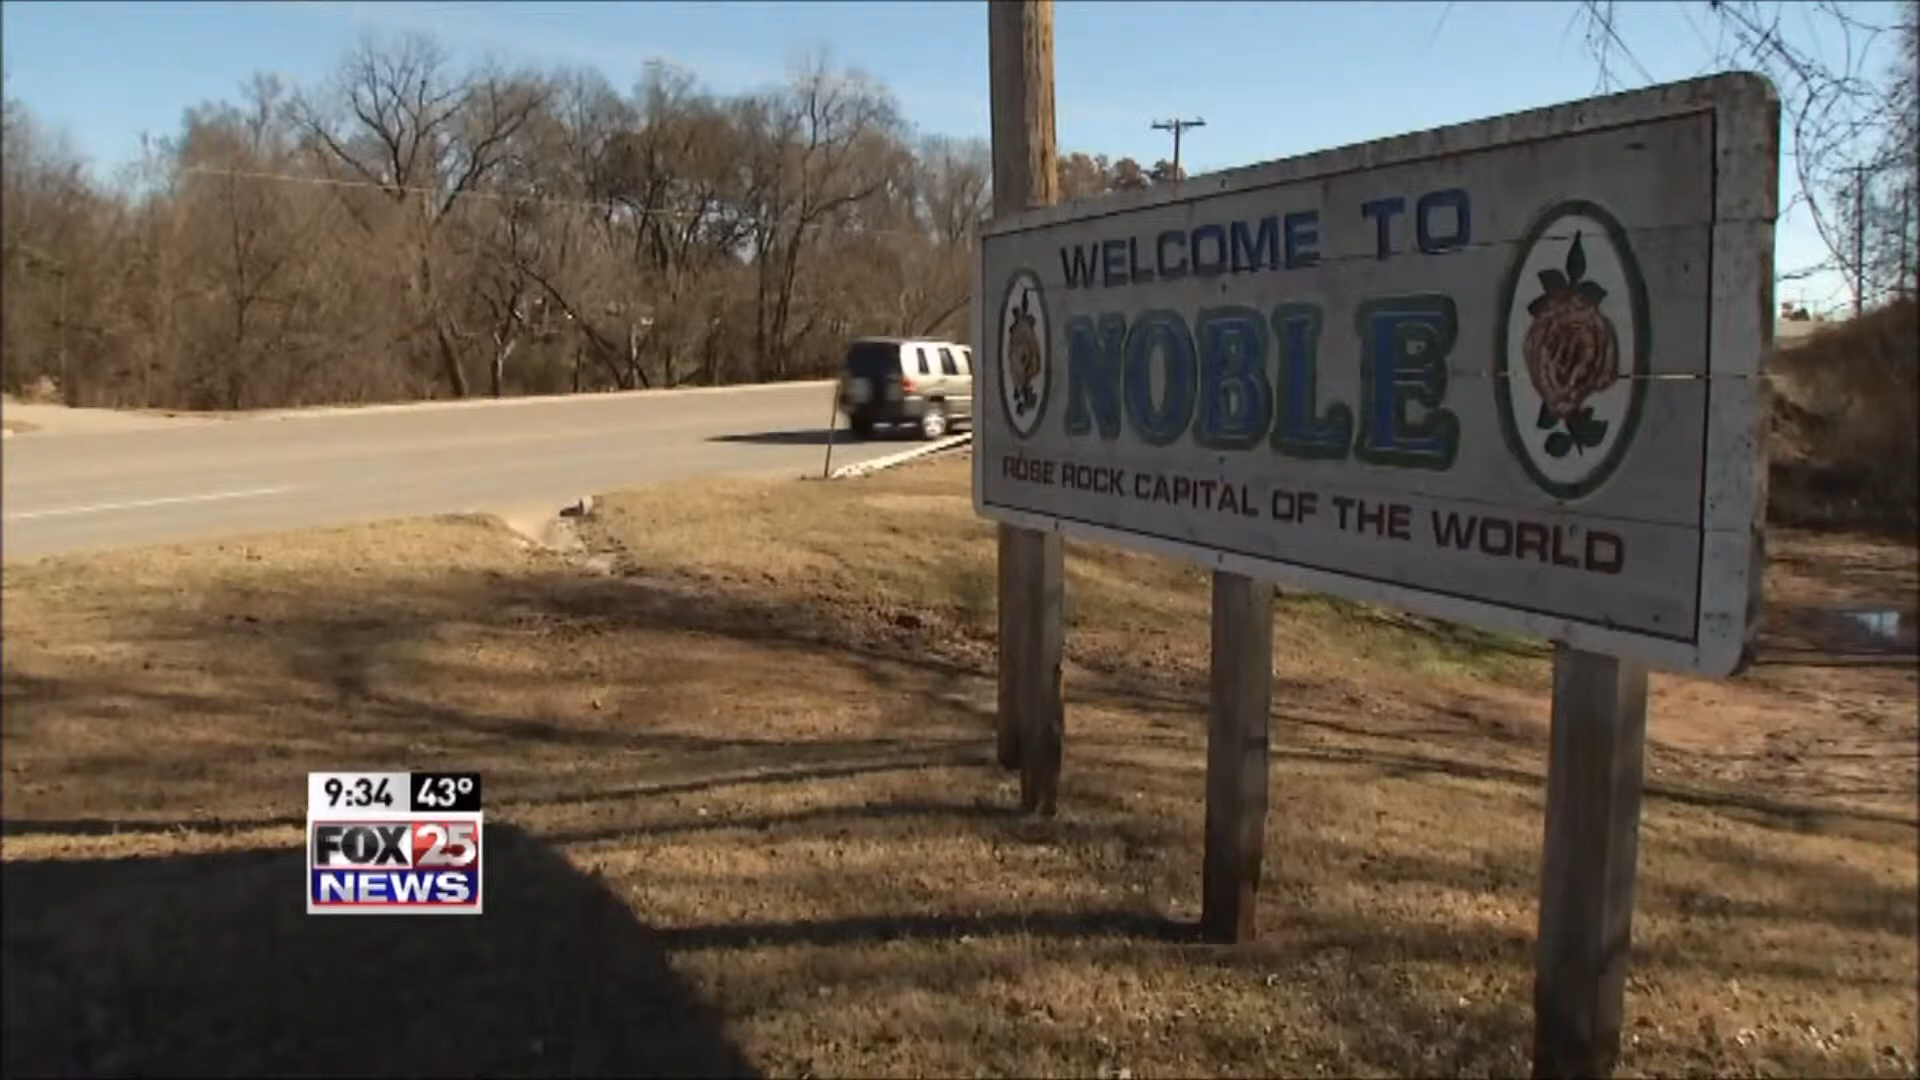 WELCOME TO
NOBLE
ROSE ROCK CAPITAL OF THE WORLD
9:34 43°
FOX 25
NEWS